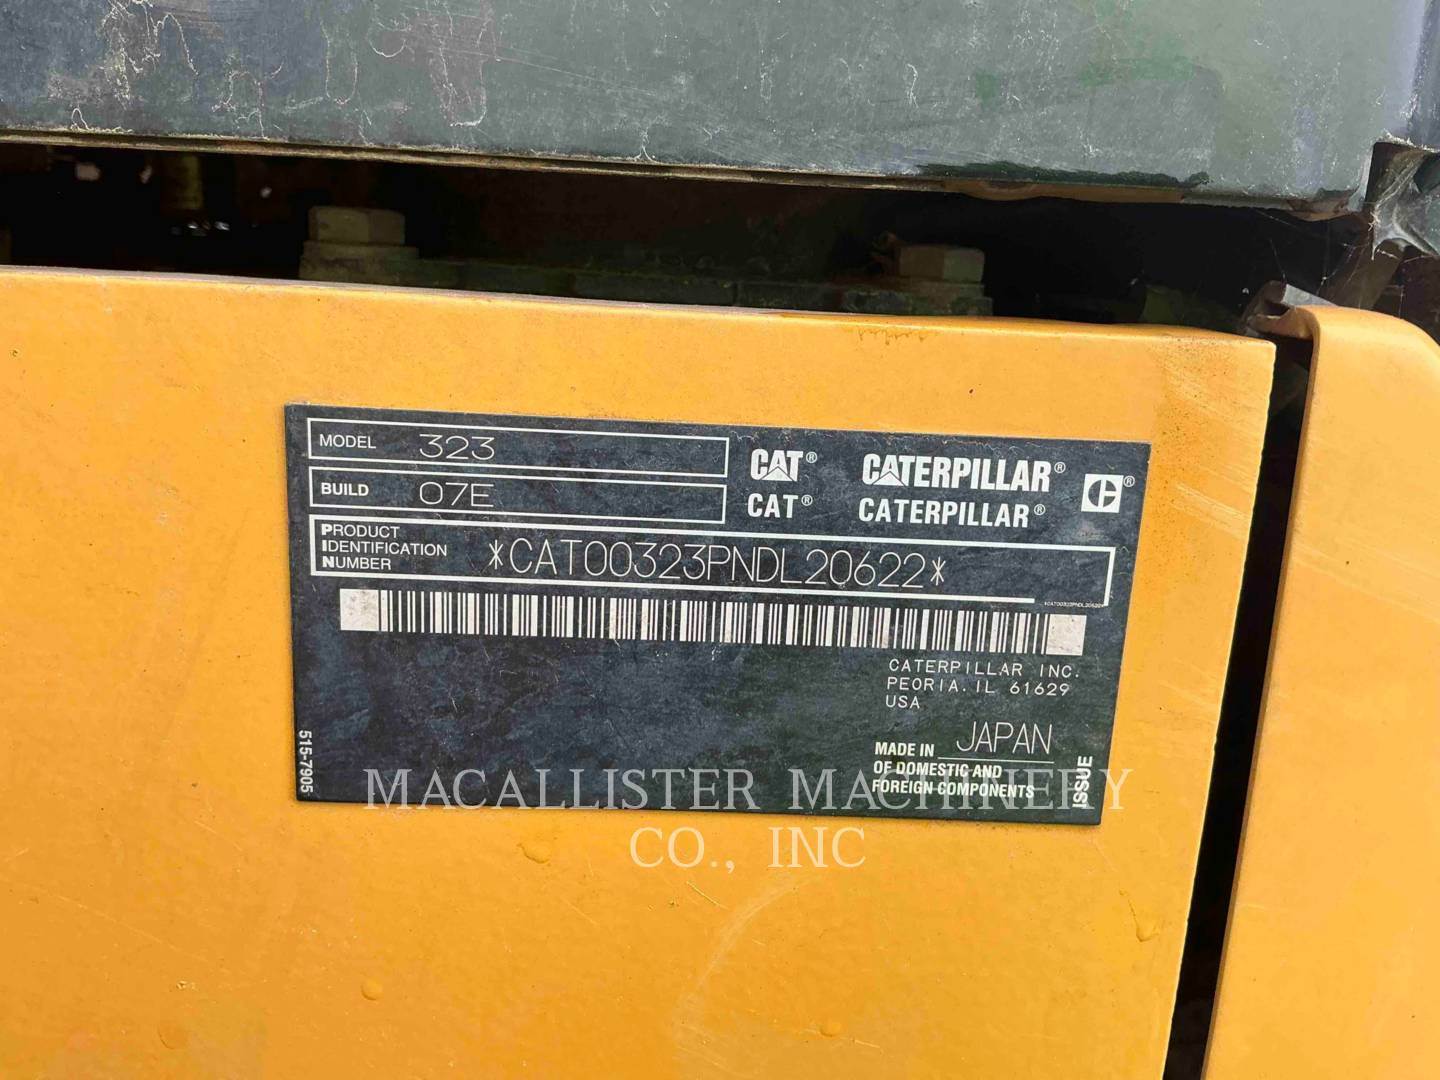 MODEL 323
BUILD 07E
CAT® CATERPILLAR® C®
CAT® CATERPILLAR®
PRODUCT
IDENTIFICATION
NUMBER
*CAT00323PNDL20622*
*CAT00323PNDL20622*
CATERPILLAR INC.
PEORIA. IL 61629
USA
MADE IN JAPAN
OF DOMESTIC AND
FOREIGN COMPONENTS
ISSUE
515-7905
MACALLISTER MACHINERY
CO., INC